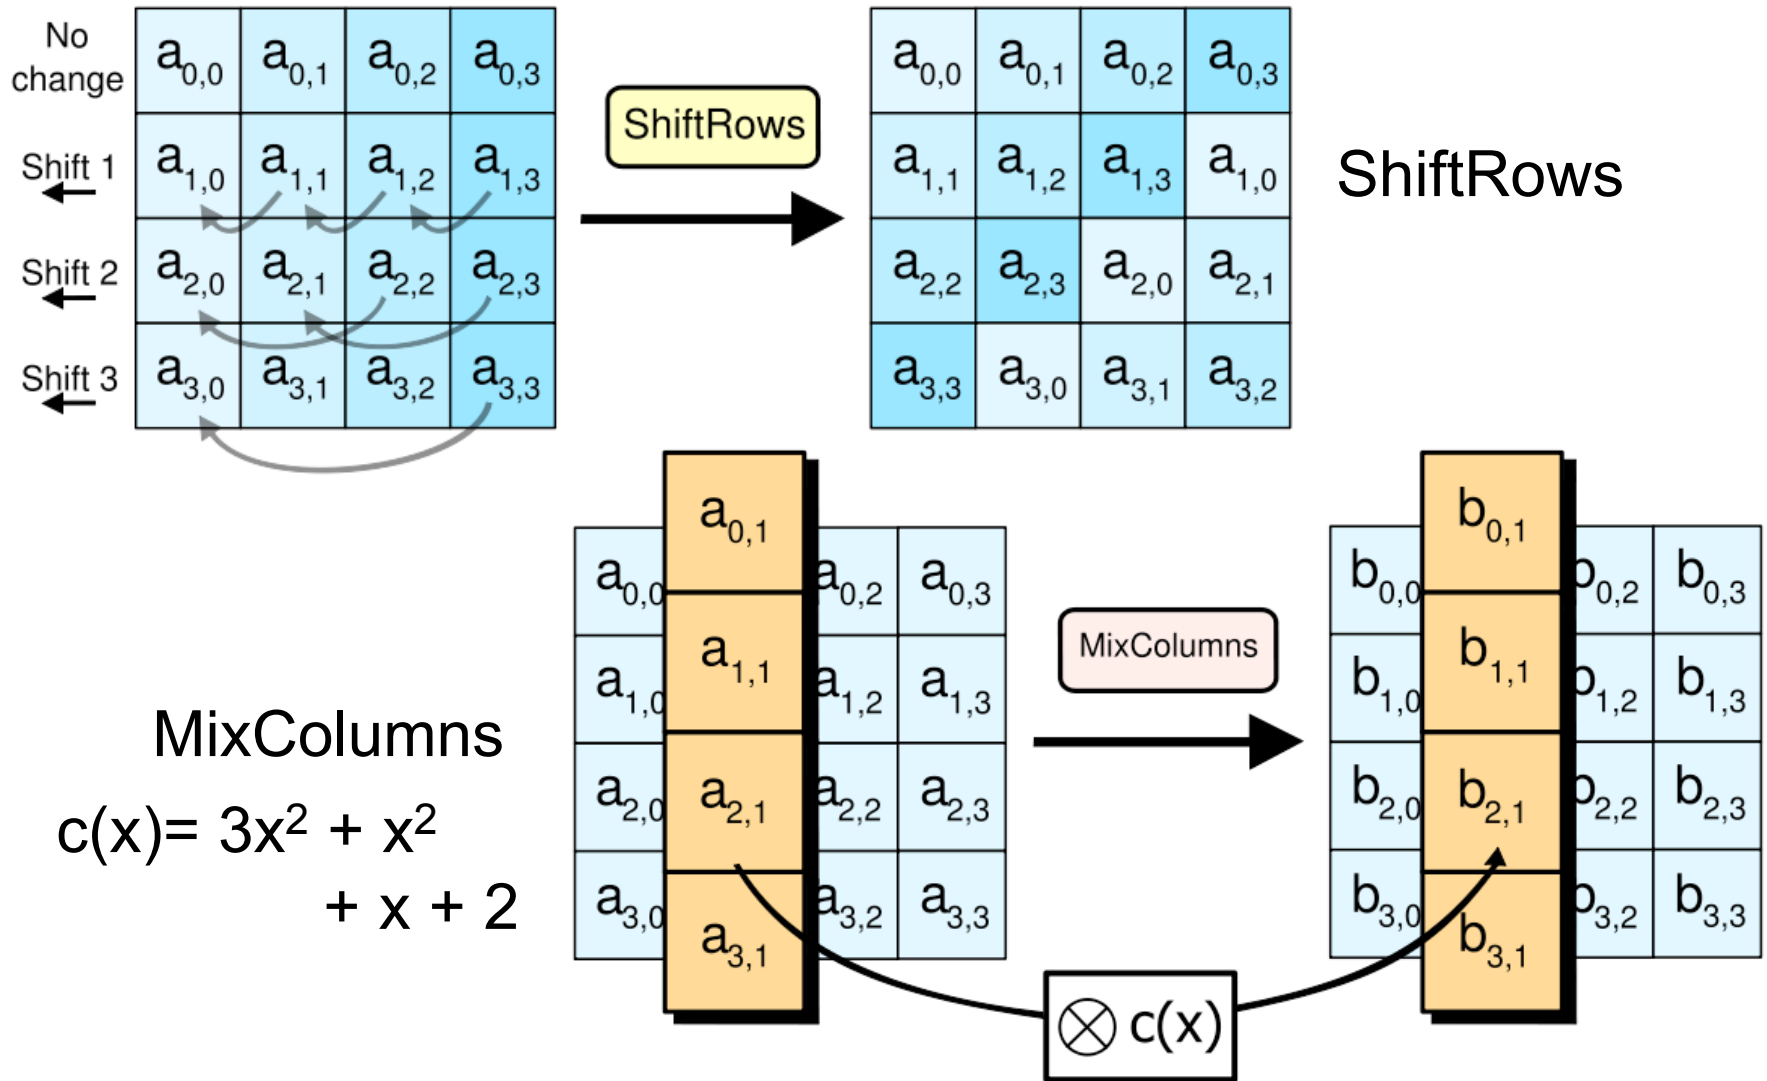 No change
a0,0 a0,1 a0,2 a0,3
Shift 1
a1,0 a1,1 a1,2 a1,3
Shift 2
a2,0 a2,1 a2,2 a2,3
Shift 3
a3,0 a3,1 a3,2 a3,3
ShiftRows
a0,0 a0,1 a0,2 a0,3
a1,1 a1,2 a1,3 a1,0
a2,2 a2,3 a2,0 a2,1
a3,3 a3,0 a3,1 a3,2
ShiftRows
MixColumns
c(x)= 3x² + x²
+ x + 2
a0,1
a1,1
a2,1
a3,1
a0,0 a0,2 a0,3
a1,0 a1,2 a1,3
a2,0 a2,2 a2,3
a3,0 a3,2 a3,3
MixColumns
b0,1
b1,1
b2,1
b3,1
b0,0 b0,2 b0,3
b1,0 b1,2 b1,3
b2,0 b2,2 b2,3
b3,0 b3,2 b3,3
⊗ c(x)